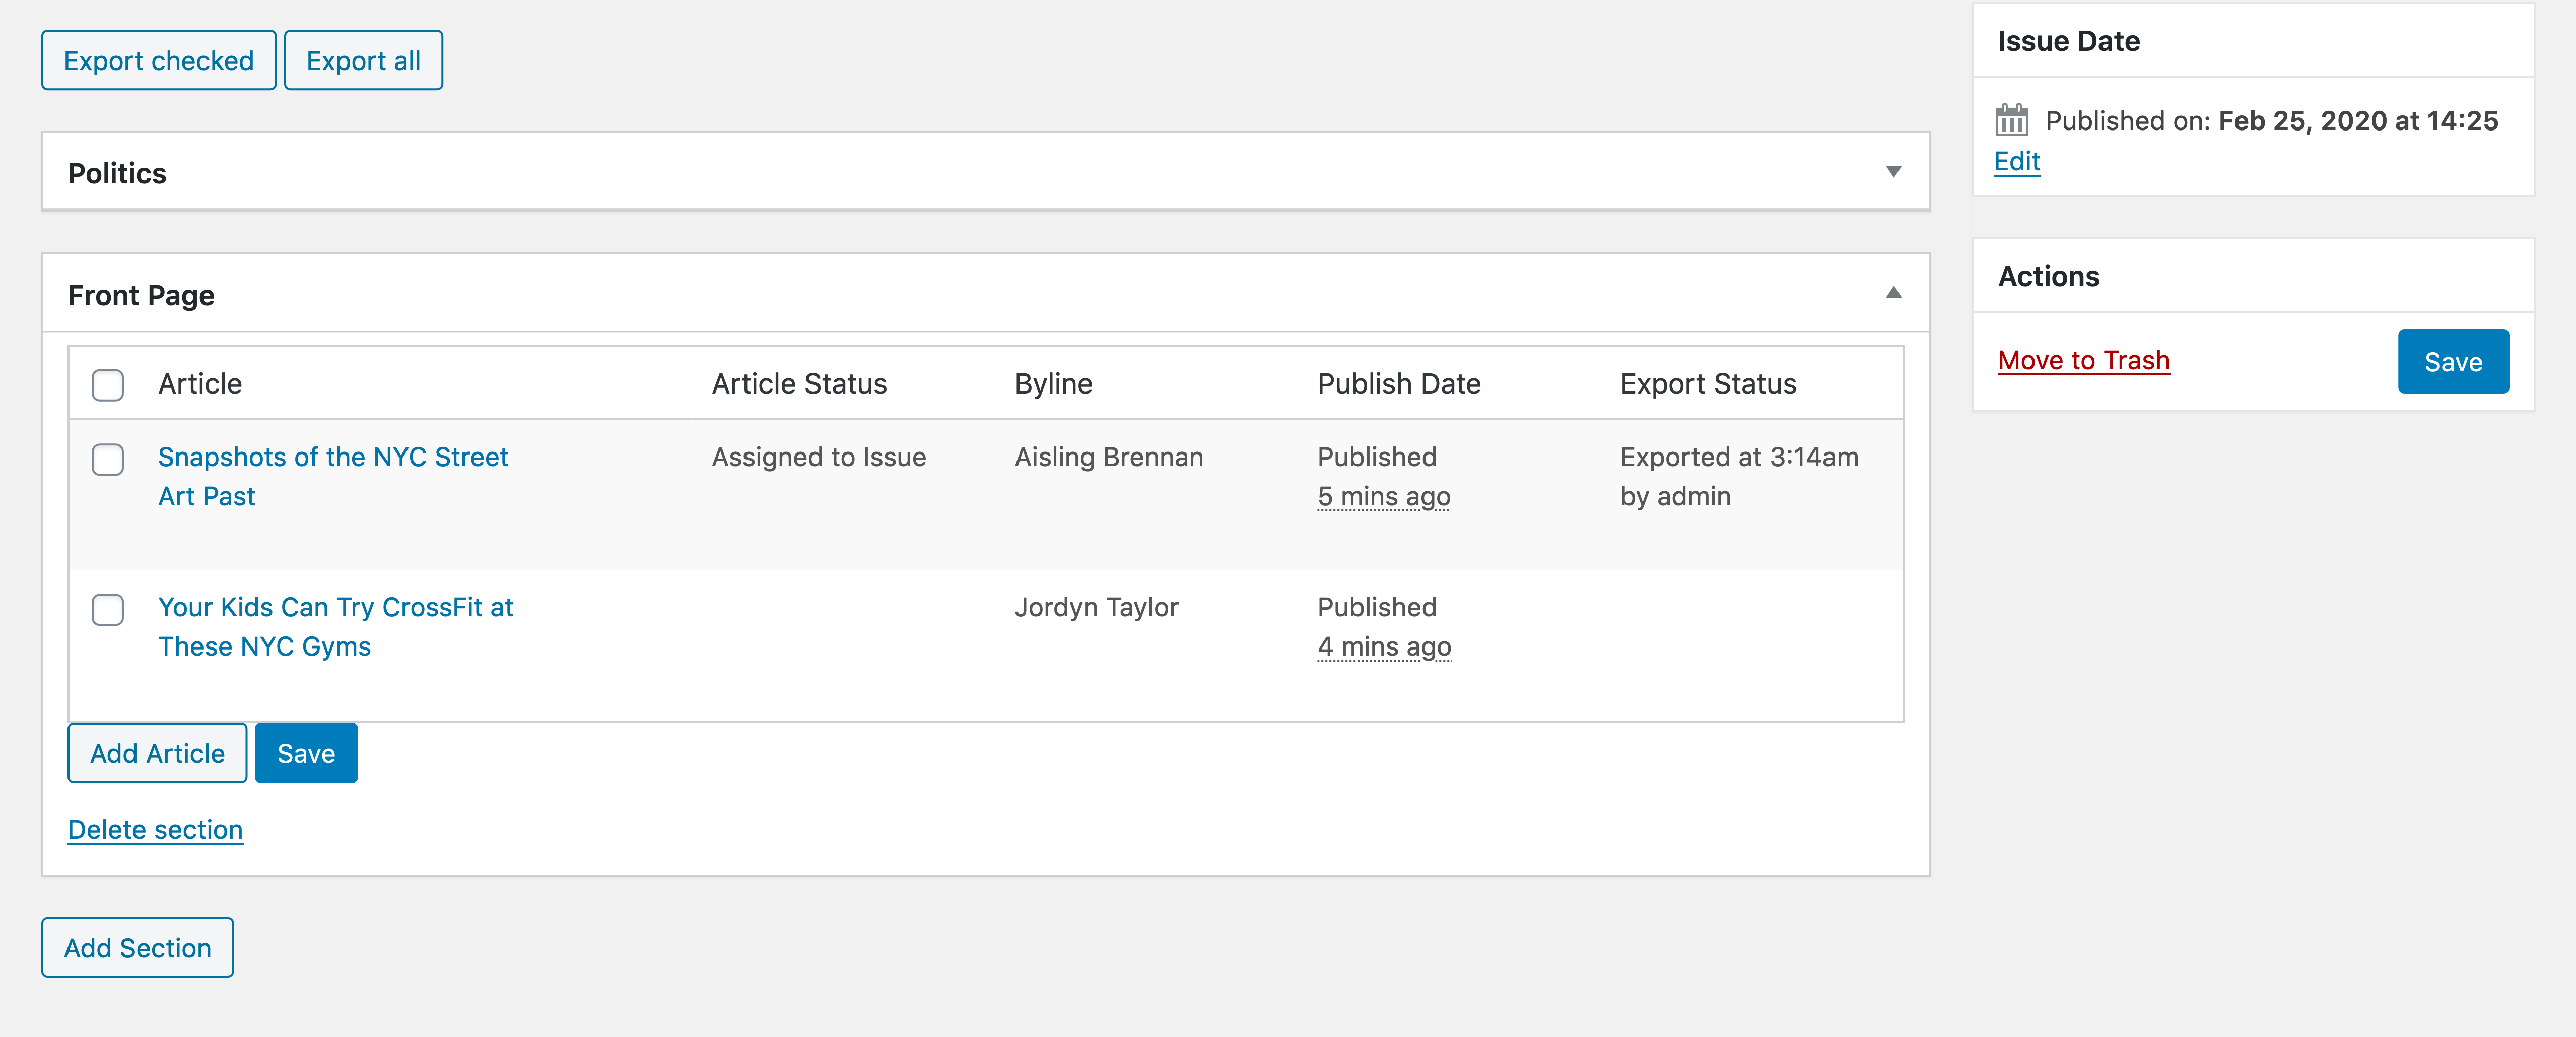 Export checked Export all
Politics
Front Page
Article Article Status Byline Publish Date Export Status
Snapshots of the NYC Street Assigned to Issue Aisling Brennan Published Exported at 3:14am
Art Past 5 mins ago by admin
Your Kids Can Try CrossFit at Jordyn Taylor Published
These NYC Gyms 4 mins ago
Add Article Save
Delete section
Add Section
Issue Date
Published on: Feb 25, 2020 at 14:25
Edit
Actions
Move to Trash Save